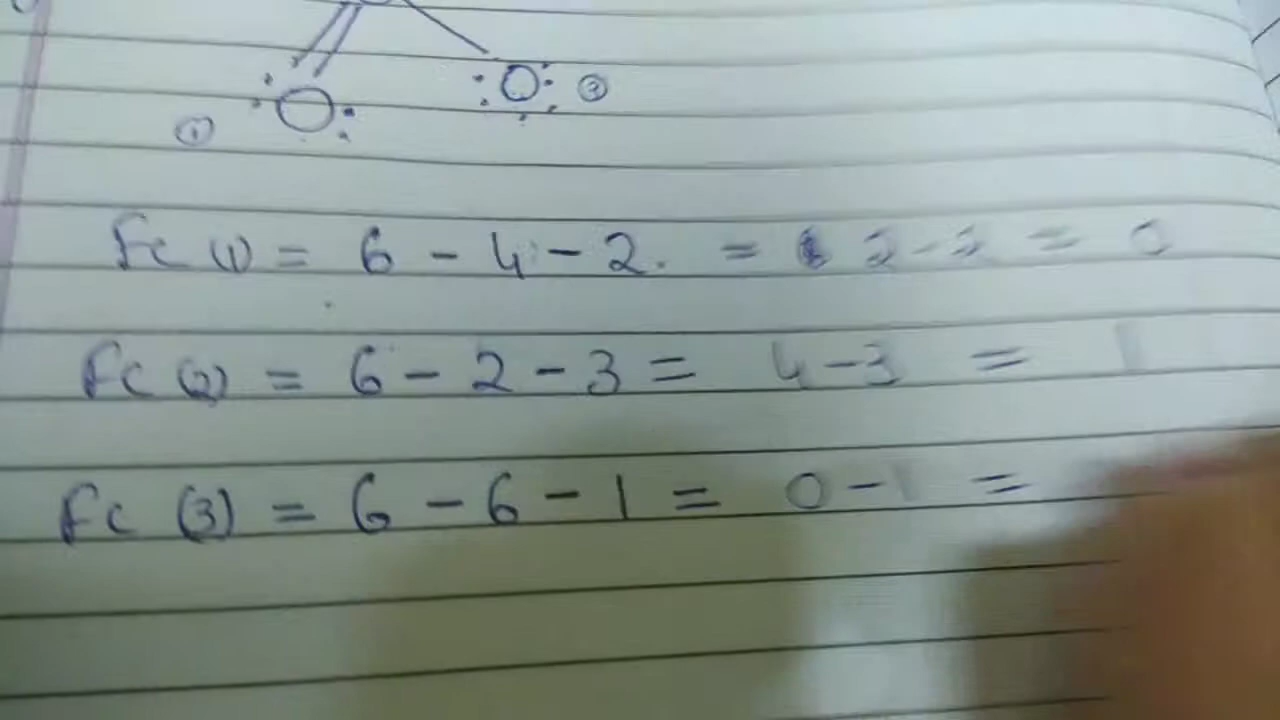 O O ③
①
FC (1) = 6 - 4 - 2 = 2 - 2 = 0
FC (2) = 6 - 2 - 3 = 4 - 3 = 1
FC (3) = 6 - 6 - 1 = 0 - 1 =